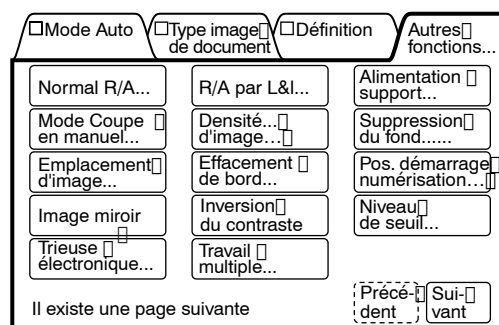 Mode Auto
Type image
de document
Définition
Autres
fonctions...
Normal R/A...
R/A par L&I...
Alimentation
support...
Mode Coupe
en manuel...
Densité...
d'image...
Suppression
du fond......
Emplacement
d'image...
Effacement
de bord...
Pos. démarrage
numérisation...
Image miroir
Inversion
du contraste
Niveau
de seuil...
Trieuse
électronique...
Travail
multiple...
Il existe une page suivante
Précé-
dent
Sui-
vant